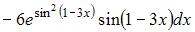 - 6e^{sin^2 (1-3x)} sin(1-3x)dx